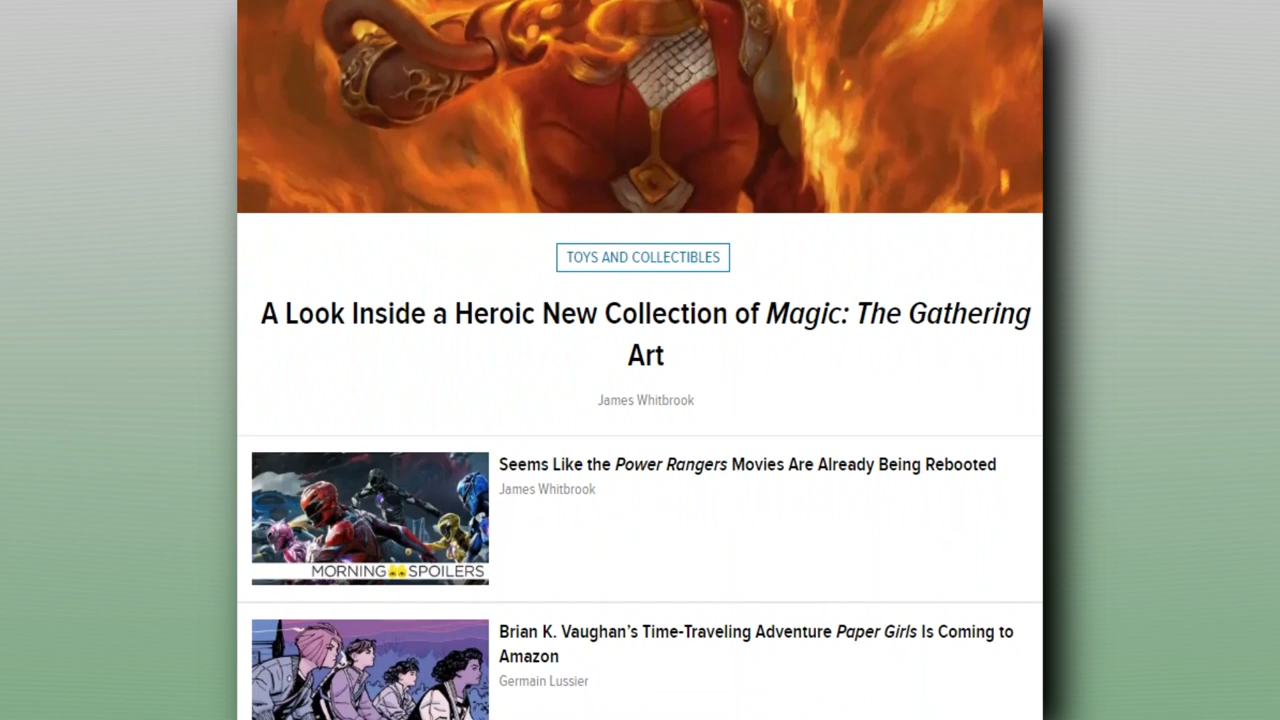 TOYS AND COLLECTIBLES
A Look Inside a Heroic New Collection of Magic: The Gathering
Art
James Whitbrook
Seems Like the Power Rangers Movies Are Already Being Rebooted
James Whitbrook
MORNING SPOILERS
Brian K. Vaughan’s Time-Traveling Adventure Paper Girls Is Coming to
Amazon
Germain Lussier